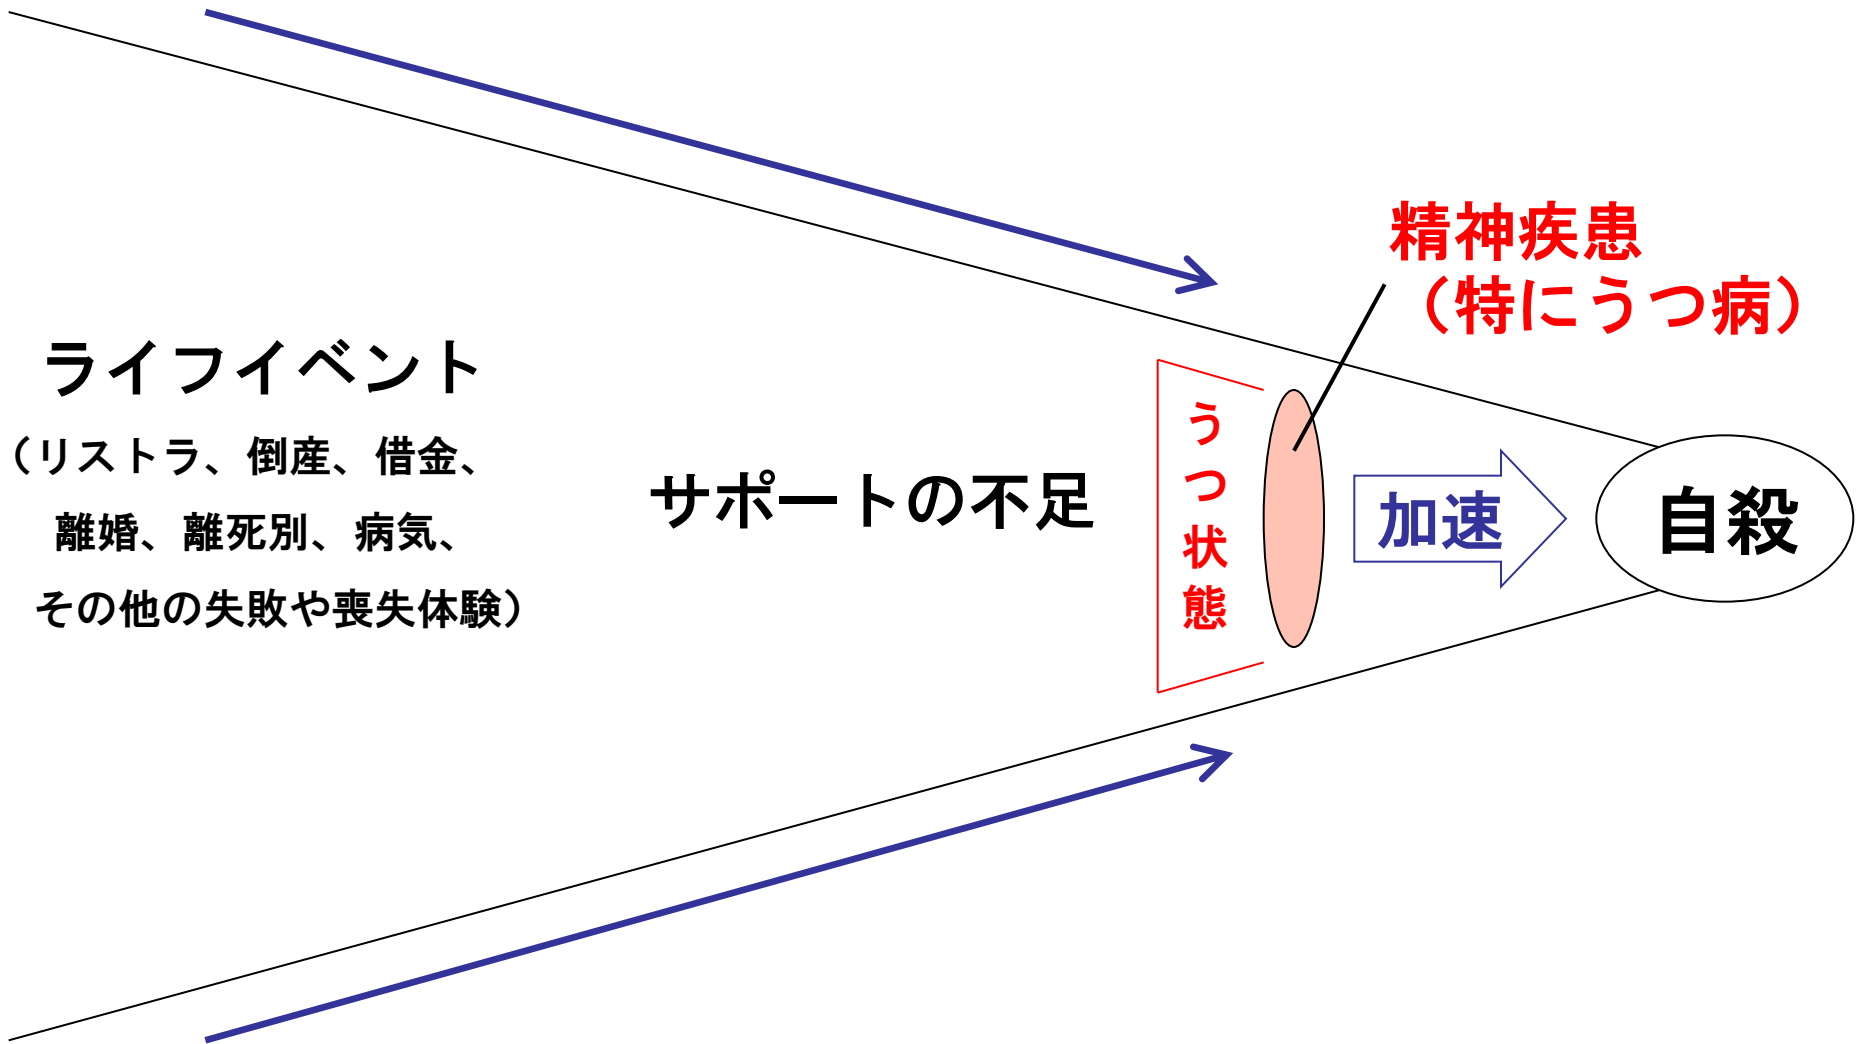 精神疾患
（特にうつ病）
ライフイベント
（リストラ、倒産、借金、
離婚、離死別、病気、
その他の失敗や喪失体験）
サポートの不足
うつ状態
加速
自殺